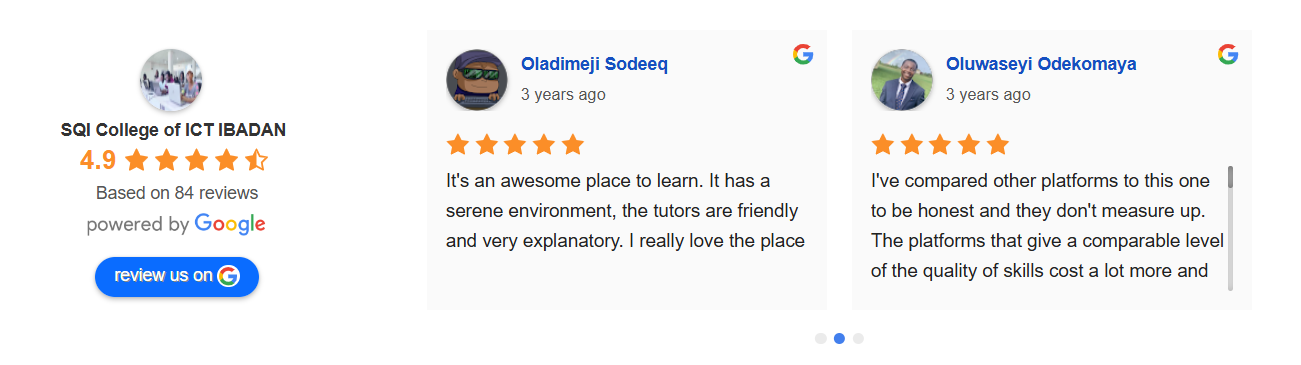 SQI College of ICT IBADAN
4.9
Based on 84 reviews
powered by Google
review us on
Oladimeji Sodeeq
3 years ago
It's an awesome place to learn. It has a
serene environment, the tutors are friendly
and very explanatory. I really love the place
Oluwaseyi Odekomaya
3 years ago
I've compared other platforms to this one
to be honest and they don't measure up.
The platforms that give a comparable level
of the quality of skills cost a lot more and